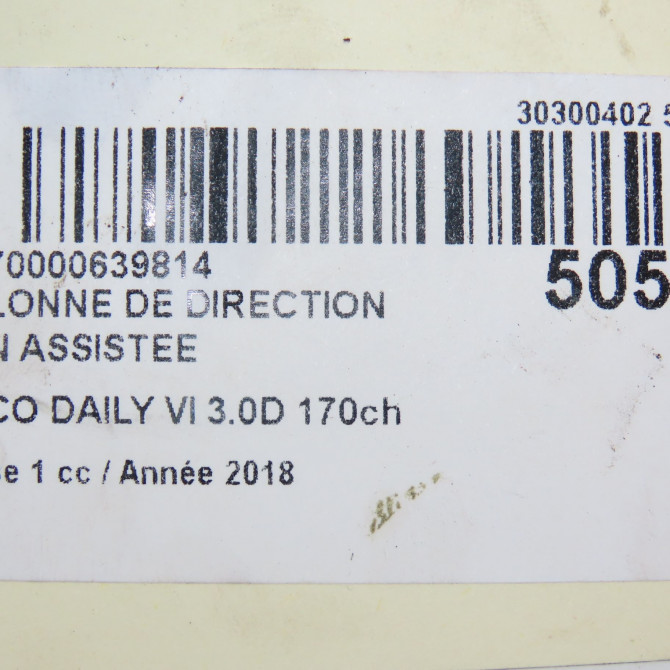 30300402 5
70000639814
505
LONNE DE DIRECTION
N ASSISTEE
CO DAILY VI 3.0D 170ch
e 1 cc / Année 2018